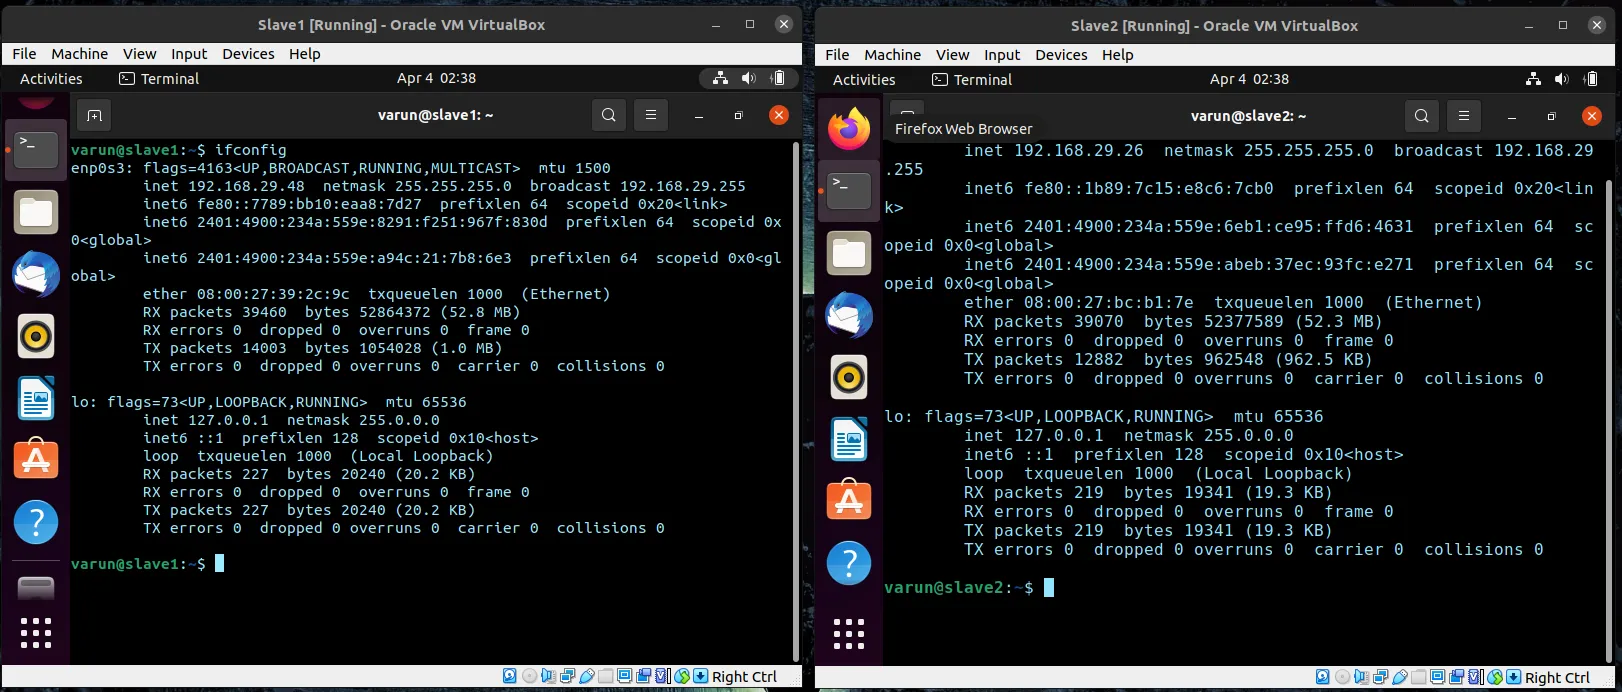 Slave1 [Running] - Oracle VM VirtualBox
File Machine View Input Devices Help
Activities Terminal Apr 4 02:38
varun@slave1: ~
varun@slave1:~$ ifconfig
enp0s3: flags=4163<UP,BROADCAST,RUNNING,MULTICAST>  mtu 1500
        inet 192.168.29.48  netmask 255.255.255.0  broadcast 192.168.29.255
        inet6 fe80::7789:bb10:eaa8:7d27  prefixlen 64  scopeid 0x20<link>
        inet6 2401:4900:234a:559e:8291:f251:967f:830d  prefixlen 64  scopeid 0x
0<global>
        inet6 2401:4900:234a:559e:a94c:21:7b8:6e3  prefixlen 64  scopeid 0x0<gl
obal>
        ether 08:00:27:39:2c:9c  txqueuelen 1000  (Ethernet)
        RX packets 39460  bytes 52864372 (52.8 MB)
        RX errors 0  dropped 0  overruns 0  frame 0
        TX packets 14003  bytes 1054028 (1.0 MB)
        TX errors 0  dropped 0 overruns 0  carrier 0  collisions 0
lo: flags=73<UP,LOOPBACK,RUNNING>  mtu 65536
        inet 127.0.0.1  netmask 255.0.0.0
        inet6 ::1  prefixlen 128  scopeid 0x10<host>
        loop  txqueuelen 1000  (Local Loopback)
        RX packets 227  bytes 20240 (20.2 KB)
        RX errors 0  dropped 0  overruns 0  frame 0
        TX packets 227  bytes 20240 (20.2 KB)
        TX errors 0  dropped 0 overruns 0  carrier 0  collisions 0
varun@slave1:~$
Right Ctrl
Slave2 [Running] - Oracle VM VirtualBox
File Machine View Input Devices Help
Activities Terminal Apr 4 02:38
varun@slave2: ~
Firefox Web Browser
        inet 192.168.29.26  netmask 255.255.255.0  broadcast 192.168.29
.255
        inet6 fe80::1b89:7c15:e8c6:7cb0  prefixlen 64  scopeid 0x20<lin
k>
        inet6 2401:4900:234a:559e:6eb1:ce95:ffd6:4631  prefixlen 64  sc
opeid 0x0<global>
        inet6 2401:4900:234a:559e:abeb:37ec:93fc:e271  prefixlen 64  sc
opeid 0x0<global>
        ether 08:00:27:bc:b1:7e  txqueuelen 1000  (Ethernet)
        RX packets 39070  bytes 52377589 (52.3 MB)
        RX errors 0  dropped 0  overruns 0  frame 0
        TX packets 12882  bytes 962548 (962.5 KB)
        TX errors 0  dropped 0 overruns 0  carrier 0  collisions 0
lo: flags=73<UP,LOOPBACK,RUNNING>  mtu 65536
        inet 127.0.0.1  netmask 255.0.0.0
        inet6 ::1  prefixlen 128  scopeid 0x10<host>
        loop  txqueuelen 1000  (Local Loopback)
        RX packets 219  bytes 19341 (19.3 KB)
        RX errors 0  dropped 0  overruns 0  frame 0
        TX packets 219  bytes 19341 (19.3 KB)
        TX errors 0  dropped 0 overruns 0  carrier 0  collisions 0
varun@slave2:~$
Right Ctrl